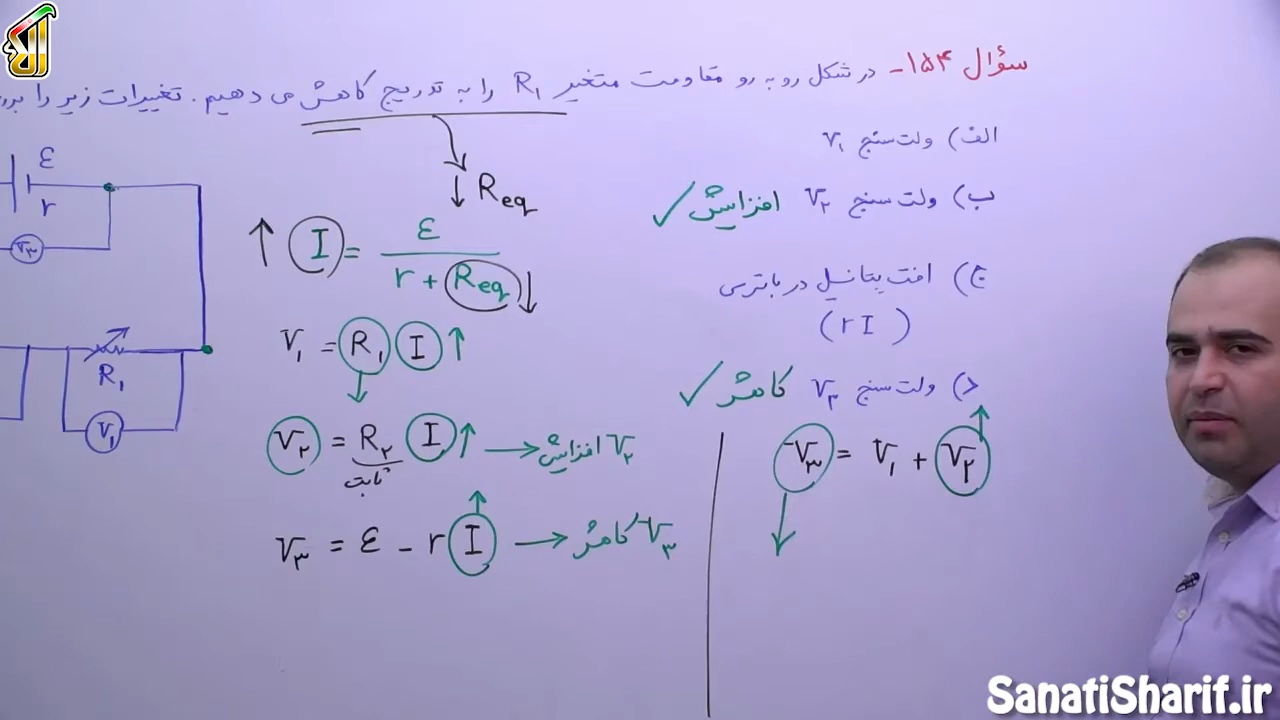 سؤال ۱۵۴- در شکل روبه رو مقاومت متغیر R₁ را به تدریج کاهش می دهیم. تغییرات زیر را
الف) ولت سنج V₁
ب) ولت سنج V₂ افزایش ✓
ج) افت پتانسیل در باتری
(rI)
د) ولت سنج V₃ کاهش ✓
V₃ = V₁ + V₂ ↑
↓
↓ Req
↑ I = ε / (r + Req) ↓
V₁ = R₁ I ↑
↓
V₂ = R₂ I ↑ → V₂ افزایش
ثابت
V₃ = ε - r I ↑ → V₃ کاهش
ε
r
V₃
R₁
V₁
آلاء
SanatiSharif.ir